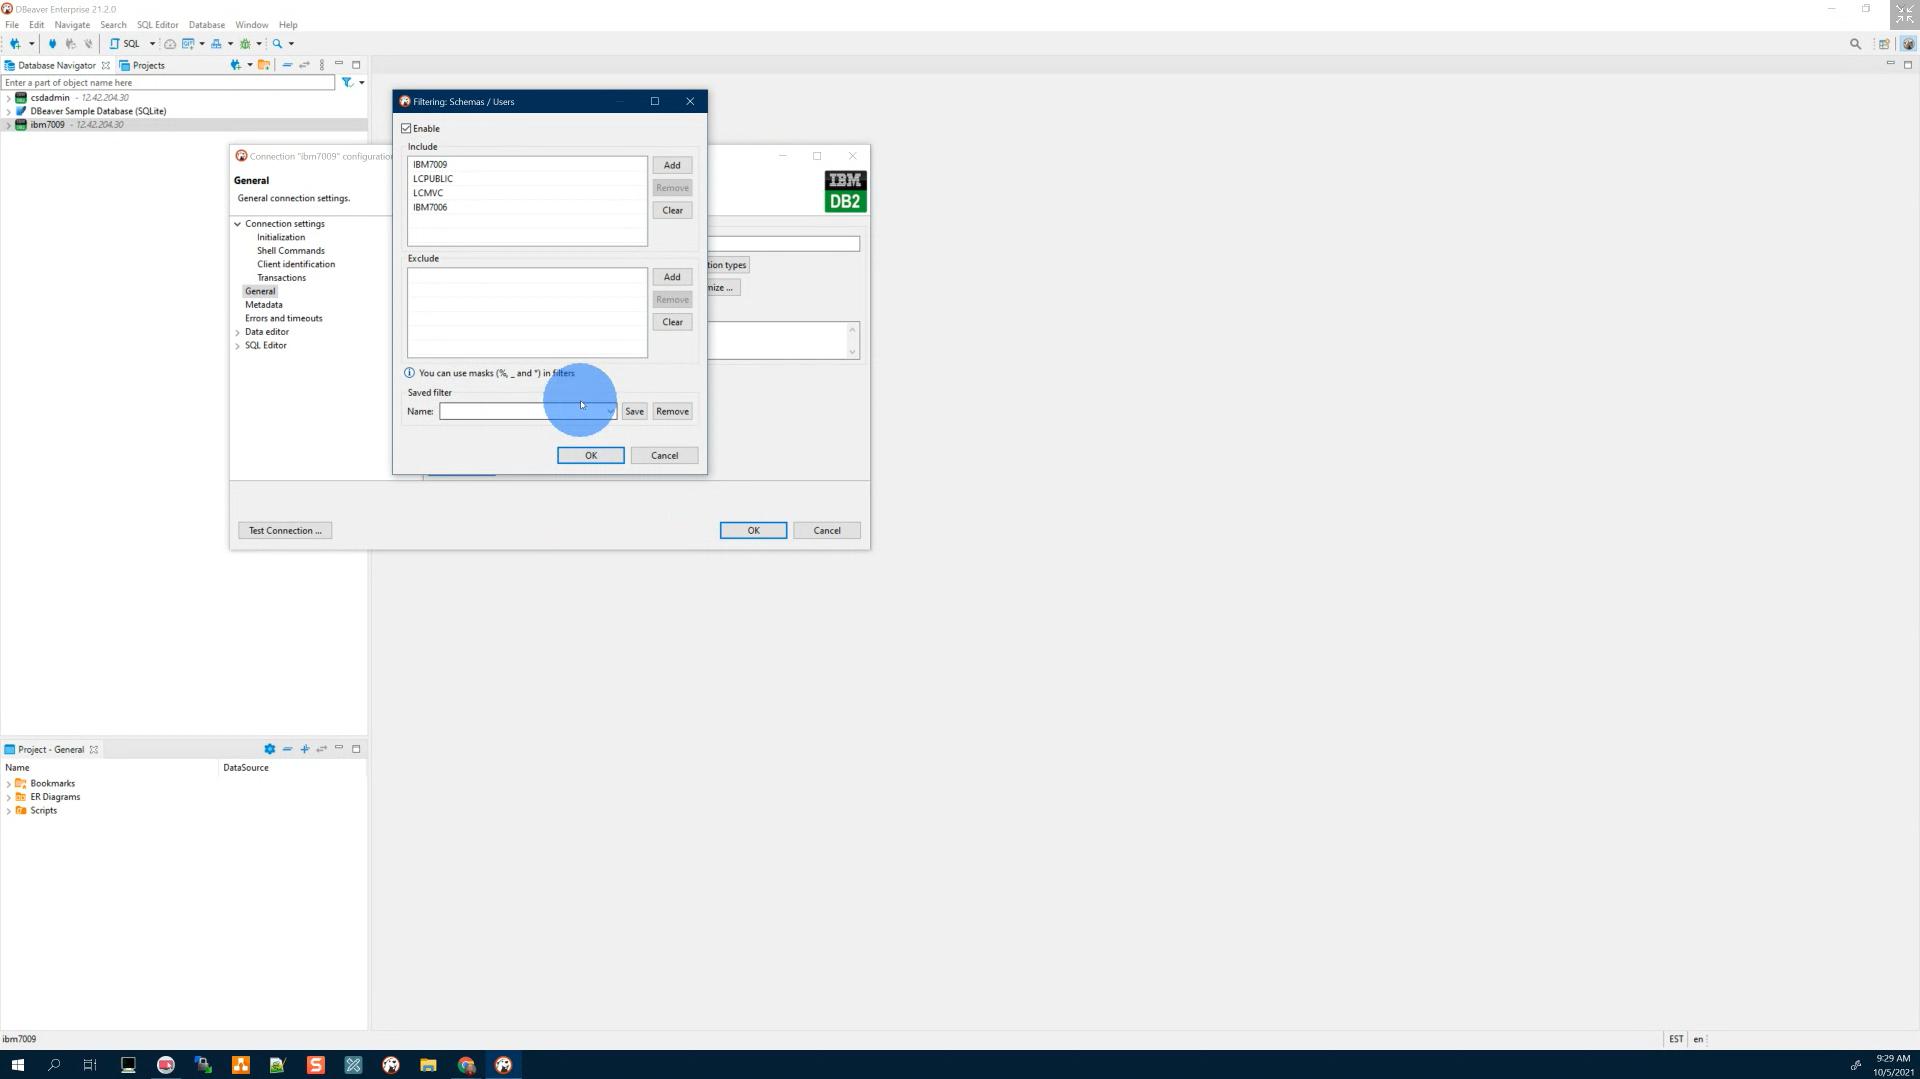 DBeaver Enterprise 21.2.0
File Edit Navigate Search SQL Editor Database Window Help
SQL
Database Navigator Projects
Enter a part of object name here
csdadmin - 12.42.204.30
DBeaver Sample Database (SQLite)
ibm7009 - 12.42.204.30
Filtering: Schemas / Users
Enable
Include
IBM7009
LCPUBLIC
LCMVC
IBM7006
Add
Remove
Clear
Exclude
Add
Remove
Clear
You can use masks (%, _ and *) in filters
Saved filter
Name:
Save Remove
OK Cancel
Connection "ibm7009" configuratio
General
General connection settings.
IBM
DB2
Connection settings
Initialization
Shell Commands
Client identification
Transactions
General
Metadata
Errors and timeouts
Data editor
SQL Editor
tion types
mize ...
Test Connection ...
OK Cancel
Project - General
Name DataSource
Bookmarks
ER Diagrams
Scripts
ibm7009
EST en
9:29 AM
10/5/2021